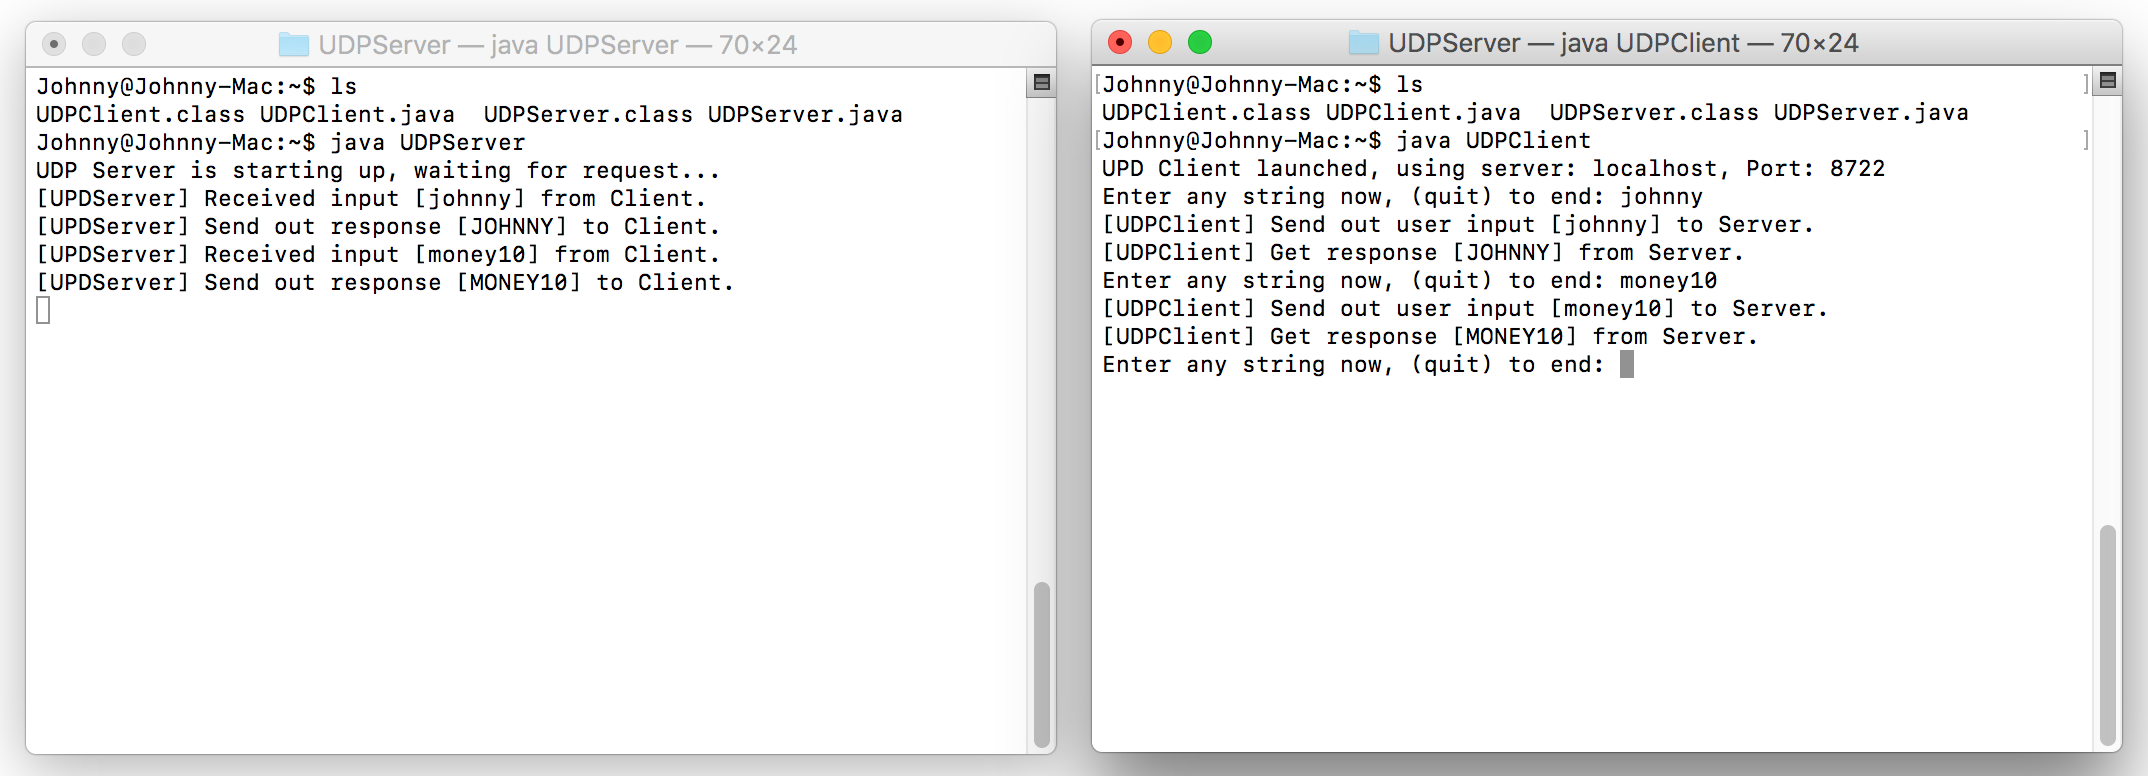 UDPServer — java UDPServer — 70×24
Johnny@Johnny-Mac:~$ ls
UDPClient.class UDPClient.java  UDPServer.class UDPServer.java
Johnny@Johnny-Mac:~$ java UDPServer
UDP Server is starting up, waiting for request...
[UPDServer] Received input [johnny] from Client.
[UPDServer] Send out response [JOHNNY] to Client.
[UPDServer] Received input [money10] from Client.
[UPDServer] Send out response [MONEY10] to Client.
UDPServer — java UDPClient — 70×24
[Johnny@Johnny-Mac:~$ ls ]
UDPClient.class UDPClient.java  UDPServer.class UDPServer.java
[Johnny@Johnny-Mac:~$ java UDPClient ]
UPD Client launched, using server: localhost, Port: 8722
Enter any string now, (quit) to end: johnny
[UDPClient] Send out user input [johnny] to Server.
[UDPClient] Get response [JOHNNY] from Server.
Enter any string now, (quit) to end: money10
[UDPClient] Send out user input [money10] to Server.
[UDPClient] Get response [MONEY10] from Server.
Enter any string now, (quit) to end: